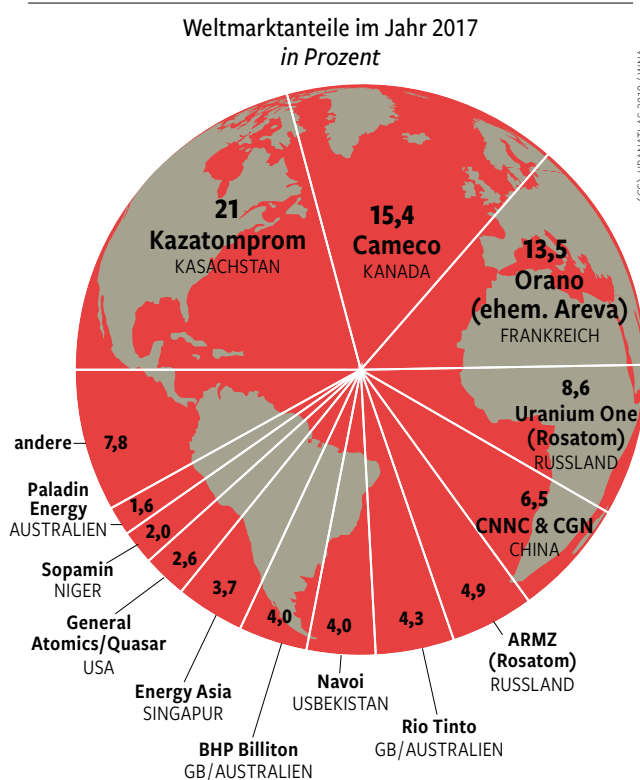 Weltmarktanteile im Jahr 2017
in Prozent
21
Kazatomprom
KASACHSTAN
15,4
Cameco
KANADA
13,5
Orano
(ehem. Areva)
FRANKREICH
8,6
Uranium One
(Rosatom)
RUSSLAND
6,5
CNNC & CGN
CHINA
4,9
ARMZ
(Rosatom)
RUSSLAND
4,3
Rio Tinto
GB/AUSTRALIEN
4,0
Navoi
USBEKISTAN
4,0
BHP Billiton
GB/AUSTRALIEN
3,7
Energy Asia
SINGAPUR
2,6
General
Atomics/Quasar
USA
2,0
Sopamin
NIGER
1,6
Paladin
Energy
AUSTRALIEN
7,8
andere